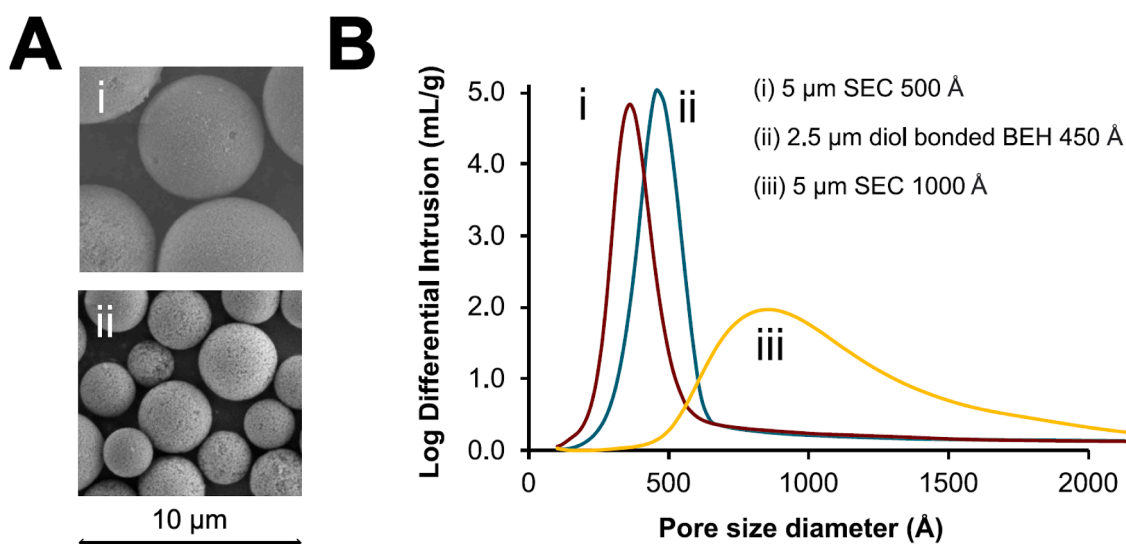 A
i
ii
10 µm
B
Log Differential Intrusion (mL/g)
5.0
4.0
3.0
2.0
1.0
0.0
i
ii
iii
(i) 5 µm SEC 500 Å
(ii) 2.5 µm diol bonded BEH 450 Å
(iii) 5 µm SEC 1000 Å
0 500 1000 1500 2000
Pore size diameter (Å)